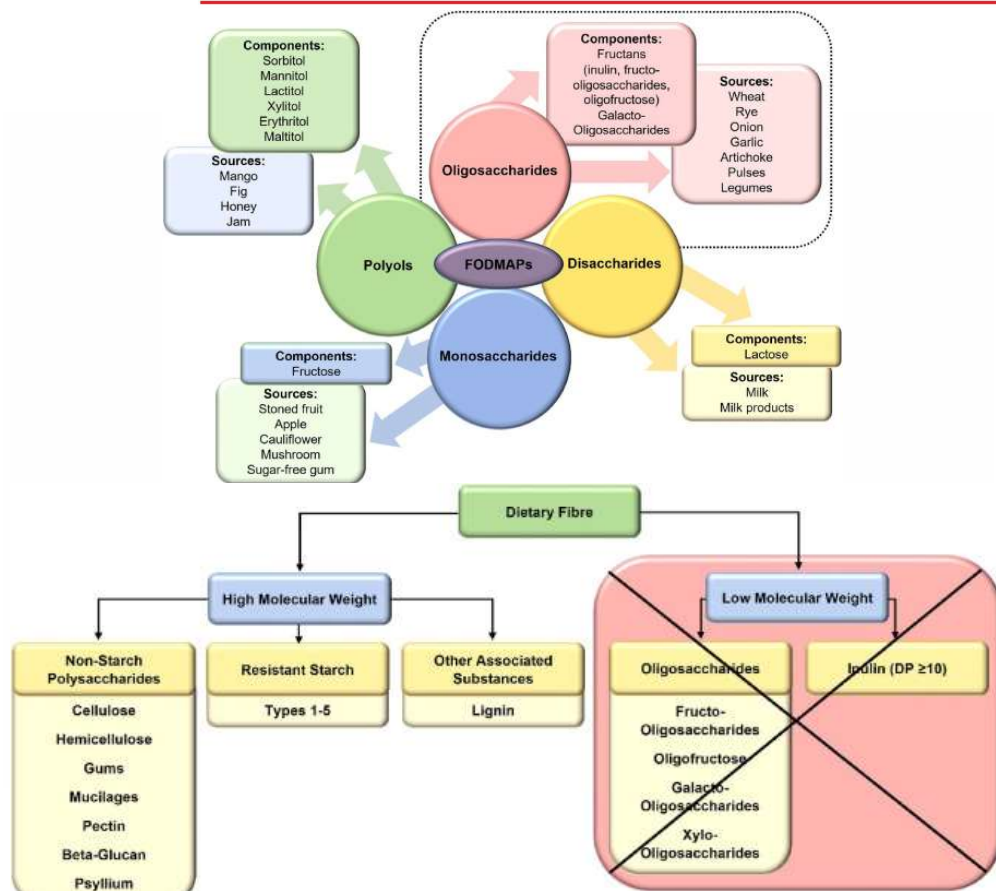 Components:
Sorbitol
Mannitol
Lactitol
Xylitol
Erythritol
Maltitol
Sources:
Mango
Fig
Honey
Jam
Components:
Fructans
(inulin, fructo-
oligosaccharides,
oligofructose)
Galacto-
Oligosaccharides
Sources:
Wheat
Rye
Onion
Garlic
Artichoke
Pulses
Legumes
Oligosaccharides
Polyols
FODMAPs
Disaccharides
Monosaccharides
Components:
Fructose
Sources:
Stoned fruit
Apple
Cauliflower
Mushroom
Sugar-free gum
Components:
Lactose
Sources:
Milk
Milk products
Dietary Fibre
High Molecular Weight
Low Molecular Weight
Non-Starch
Polysaccharides
Cellulose
Hemicellulose
Gums
Mucilages
Pectin
Beta-Glucan
Psyllium
Resistant Starch
Types 1-5
Other Associated
Substances
Lignin
Oligosaccharides
Fructo-
Oligosaccharides
Oligofructose
Galacto-
Oligosaccharides
Xylo-
Oligosaccharides
Inulin (DP ≥10)